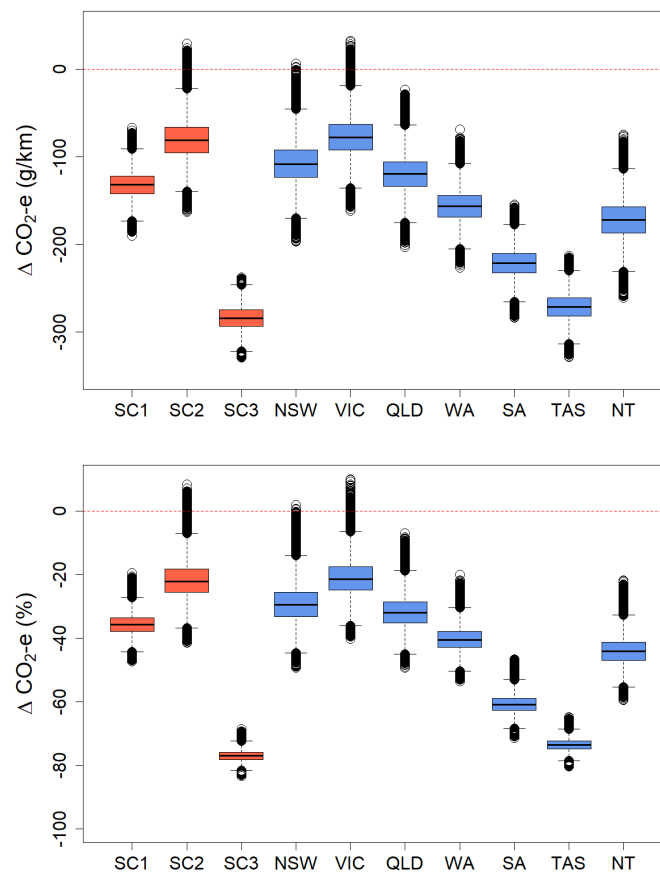 Δ CO₂-e (g/km)
0
-100
-200
-300
SC1 SC2 SC3 NSW VIC QLD WA SA TAS NT
Δ CO₂-e (%)
0
-20
-40
-60
-80
-100
SC1 SC2 SC3 NSW VIC QLD WA SA TAS NT